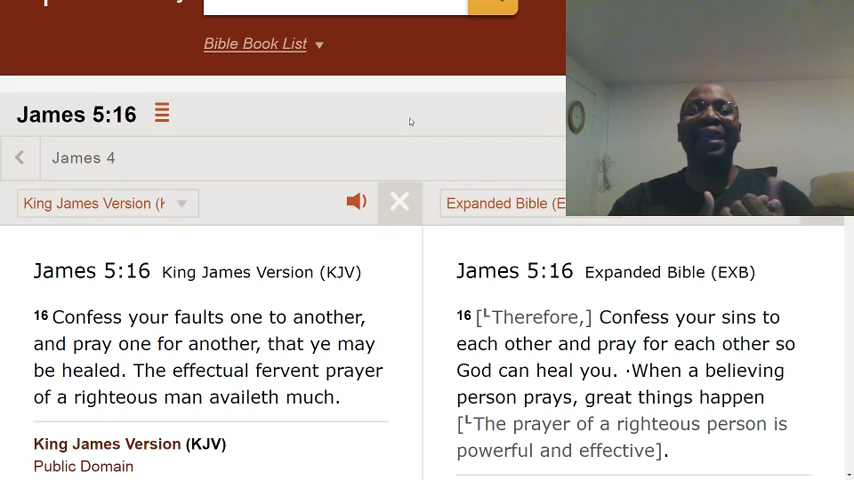 Bible Book List
James 5:16
James 4
King James Version (
Expanded Bible (E
James 5:16 King James Version (KJV)
16 Confess your faults one to another,
and pray one for another, that ye may
be healed. The effectual fervent prayer
of a righteous man availeth much.
King James Version (KJV)
Public Domain
James 5:16 Expanded Bible (EXB)
16 [LTherefore,] Confess your sins to
each other and pray for each other so
God can heal you. ·When a believing
person prays, great things happen
[LThe prayer of a righteous person is
powerful and effective].